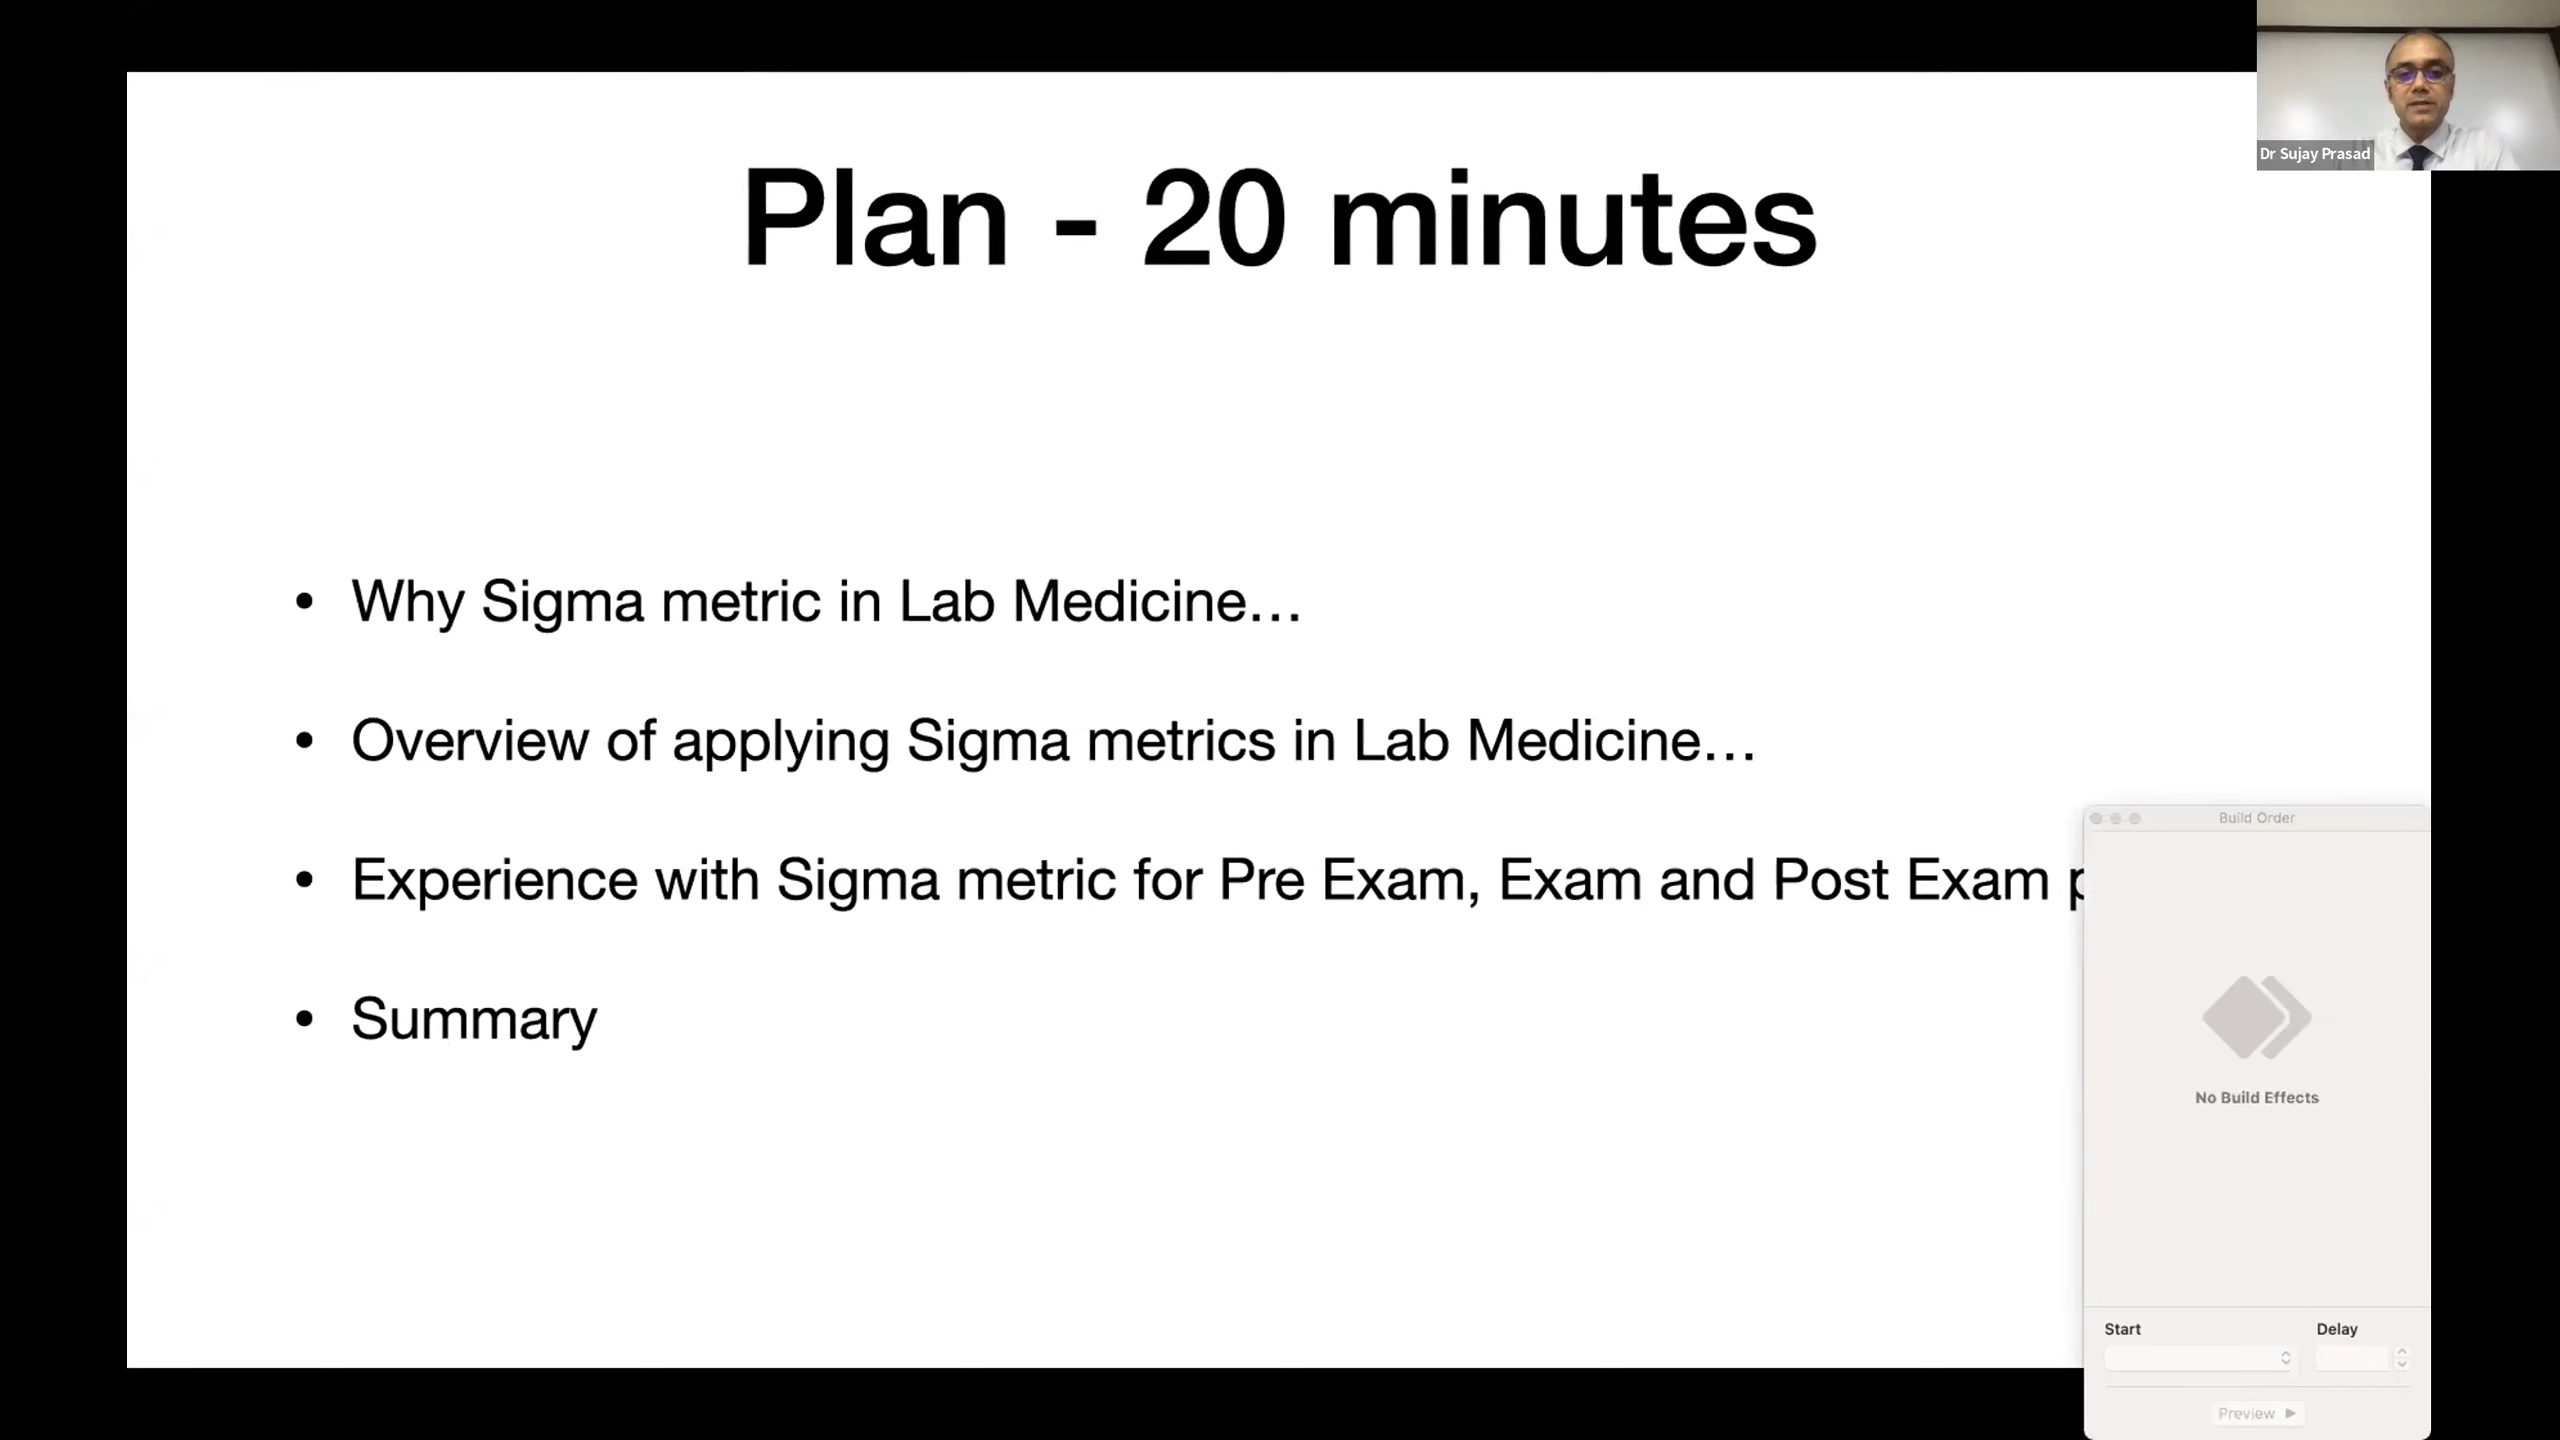 Dr Sujay Prasad
Plan - 20 minutes
• Why Sigma metric in Lab Medicine…
• Overview of applying Sigma metrics in Lab Medicine…
• Experience with Sigma metric for Pre Exam, Exam and Post Exam
• Summary
Build Order
No Build Effects
Start Delay
Preview